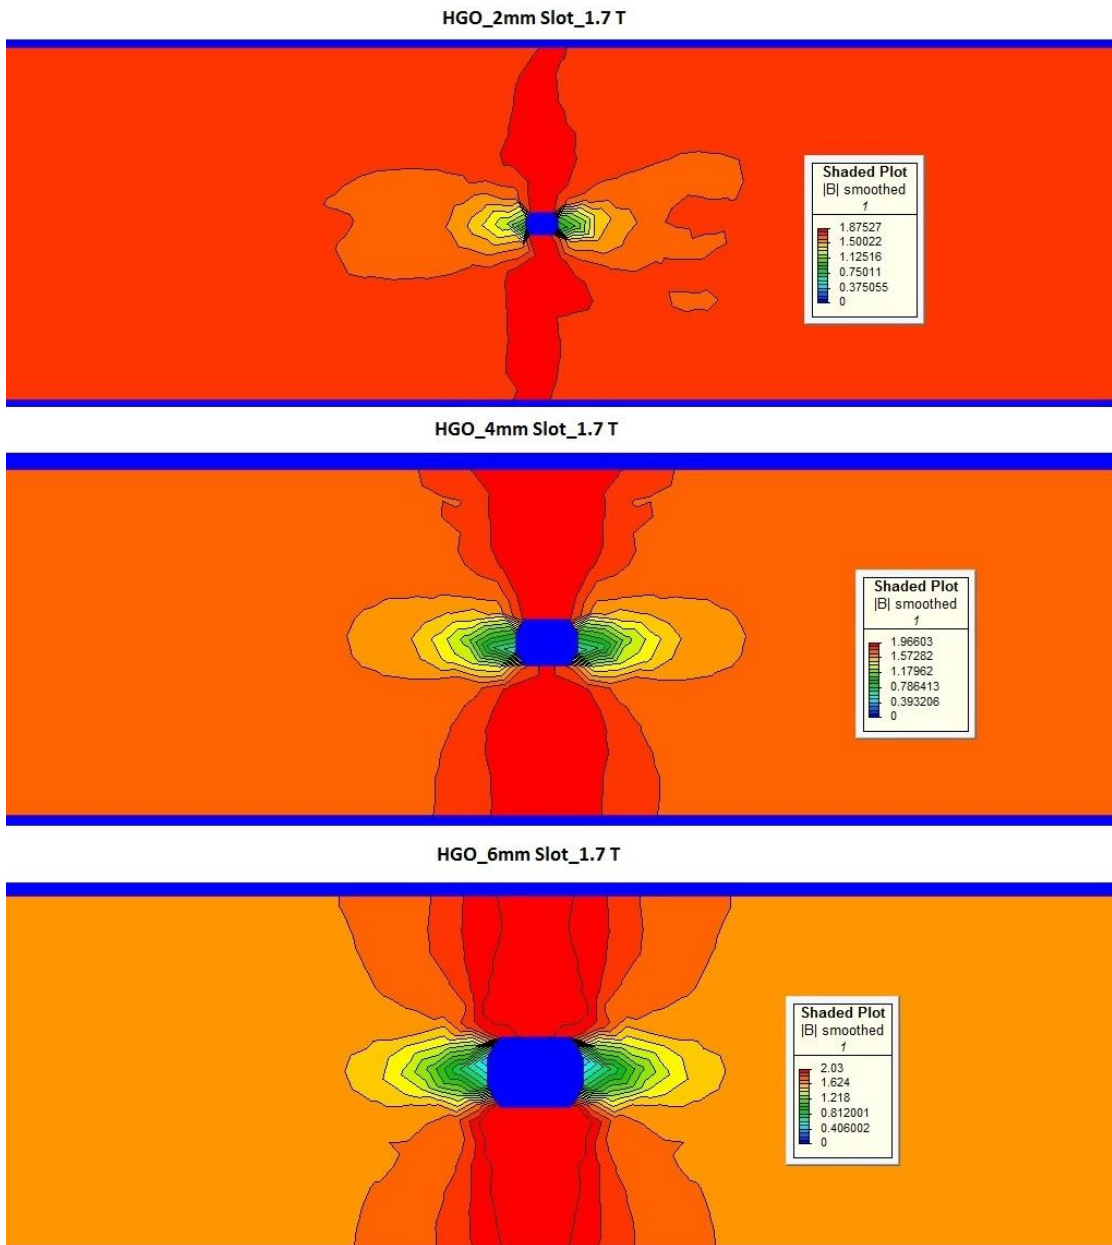 HGO_2mm Slot_1.7 T
Shaded Plot
|B| smoothed
1
1.87527
1.50022
1.12516
0.75011
0.375055
0
HGO_4mm Slot_1.7 T
Shaded Plot
|B| smoothed
1
1.96603
1.57282
1.17962
0.786413
0.393206
0
HGO_6mm Slot_1.7 T
Shaded Plot
|B| smoothed
1
2.03
1.624
1.218
0.812001
0.406002
0